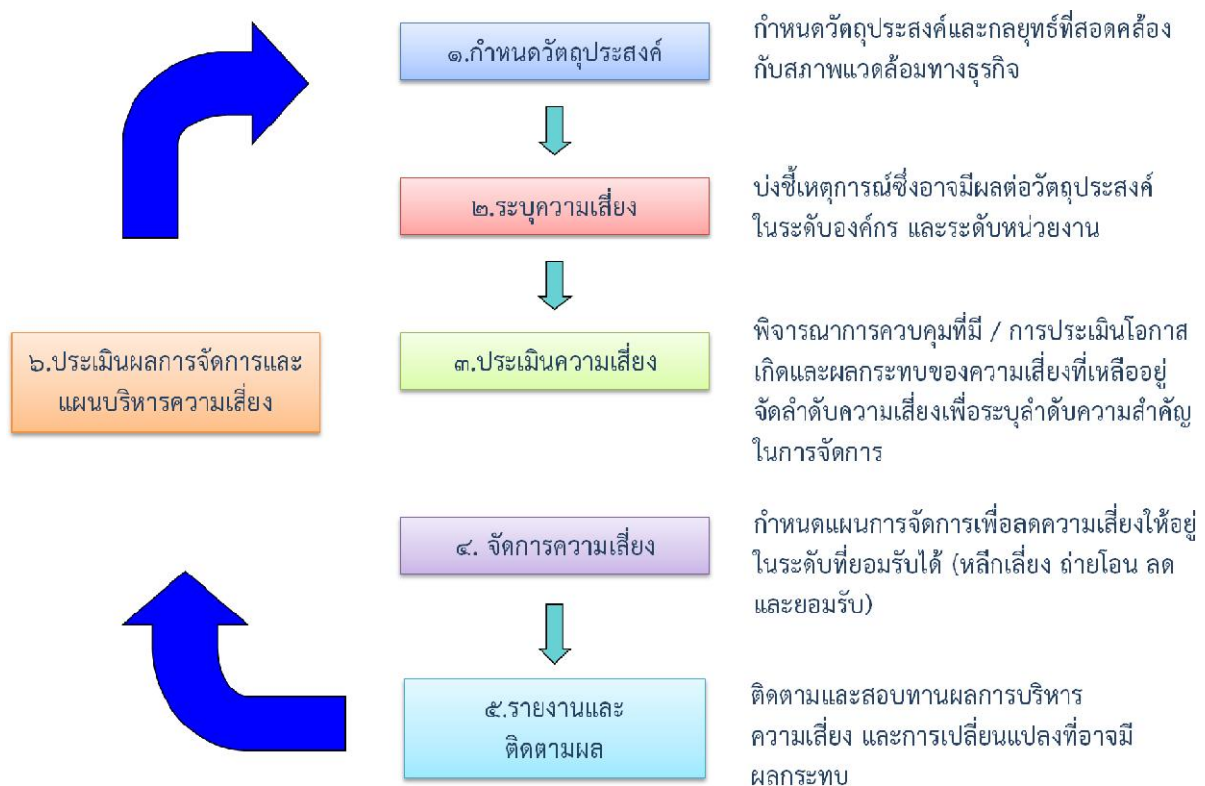 ๑.กำหนดวัตถุประสงค์
กำหนดวัตถุประสงค์และกลยุทธ์ที่สอดคล้อง
กับสภาพแวดล้อมทางธุรกิจ
๒.ระบุความเสี่ยง
บ่งชี้เหตุการณ์ซึ่งอาจมีผลต่อวัตถุประสงค์
ในระดับองค์กร และระดับหน่วยงาน
๓.ประเมินความเสี่ยง
พิจารณาการควบคุมที่มี / การประเมินโอกาส
เกิดและผลกระทบของความเสี่ยงที่เหลืออยู่
จัดลำดับความเสี่ยงเพื่อระบุลำดับความสำคัญ
ในการจัดการ
๔. จัดการความเสี่ยง
กำหนดแผนการจัดการเพื่อลดความเสี่ยงให้อยู่
ในระดับที่ยอมรับได้ (หลีกเลี่ยง ถ่ายโอน ลด
และยอมรับ)
๕.รายงานและ
ติดตามผล
ติดตามและสอบทานผลการบริหาร
ความเสี่ยง และการเปลี่ยนแปลงที่อาจมี
ผลกระทบ
๖.ประเมินผลการจัดการและ
แผนบริหารความเสี่ยง